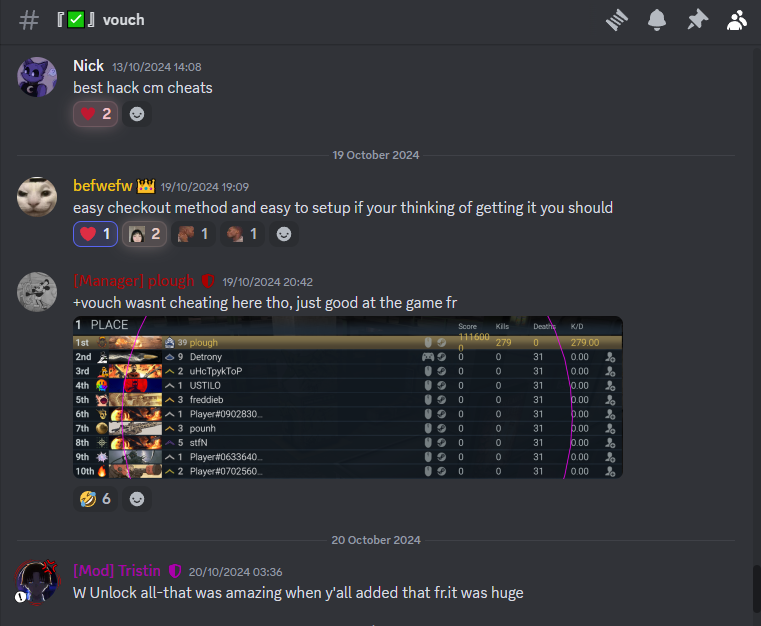 # 『✅』vouch
Nick 13/10/2024 14:08
best hack cm cheats
❤️ 2
19 October 2024
befwefw 👑 19/10/2024 19:09
easy checkout method and easy to setup if your thinking of getting it you should
❤️ 1 2 1 1
[Manager] plough 19/10/2024 20:42
+vouch wasnt cheating here tho, just good at the game fr
1 PLACE Score Kills Deaths K/D
1st 39 plough 1116000 279 0 279.00
2nd 9 Detrony 0 0 31 0.00
3rd 2 uHcTpykToP 0 0 31 0.00
4th 1 USTILO 0 0 31 0.00
5th 3 freddieb 0 0 31 0.00
6th 1 Player#0902830... 0 0 31 0.00
7th 3 pounh 0 0 31 0.00
8th 5 stfN 0 0 31 0.00
9th 1 Player#0633640... 0 0 31 0.00
10th 2 Player#0702560... 0 0 31 0.00
🤣 6
20 October 2024
[Mod] Tristin 20/10/2024 03:36
W Unlock all-that was amazing when y'all added that fr.it was huge